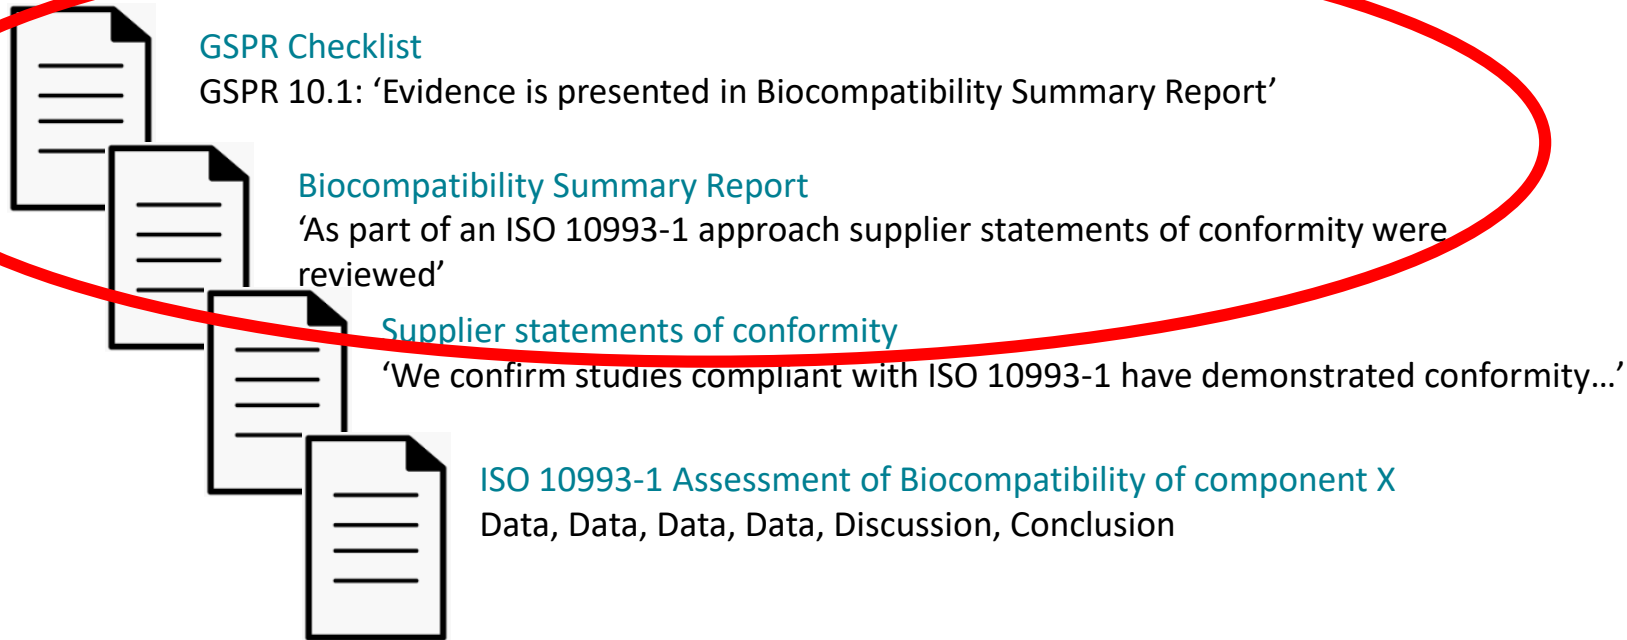 GSPR Checklist
GSPR 10.1: ‘Evidence is presented in Biocompatibility Summary Report’
Biocompatibility Summary Report
‘As part of an ISO 10993-1 approach supplier statements of conformity were
reviewed’
Supplier statements of conformity
‘We confirm studies compliant with ISO 10993-1 have demonstrated conformity…’
ISO 10993-1 Assessment of Biocompatibility of component X
Data, Data, Data, Data, Discussion, Conclusion